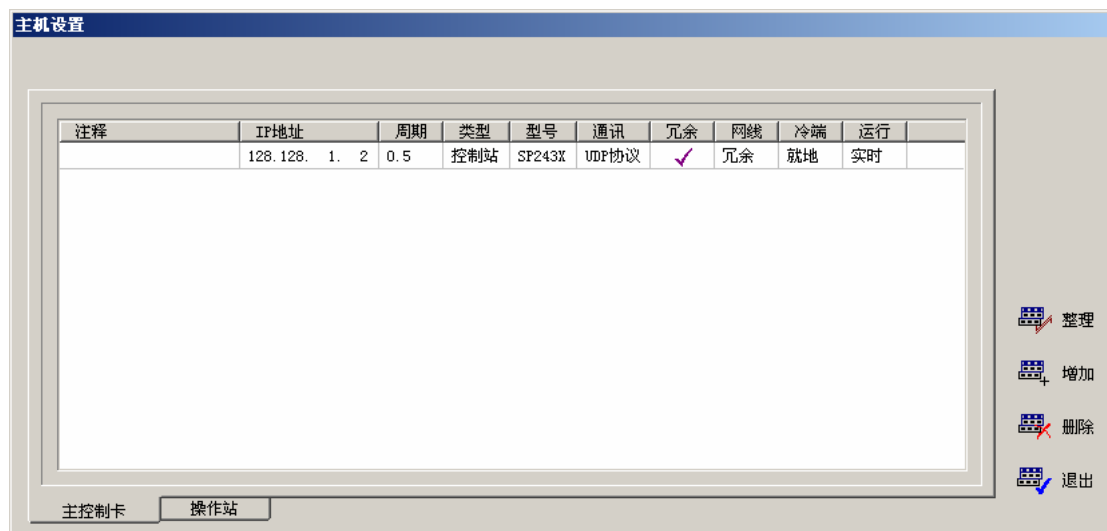 主机设置
注释 IP地址 周期 类型 型号 通讯 冗余 网线 冷端 运行
128.128. 1. 2 0.5 控制站 SP243X UDP协议 冗余 就地 实时
整理
增加
删除
退出
主控制卡 操作站